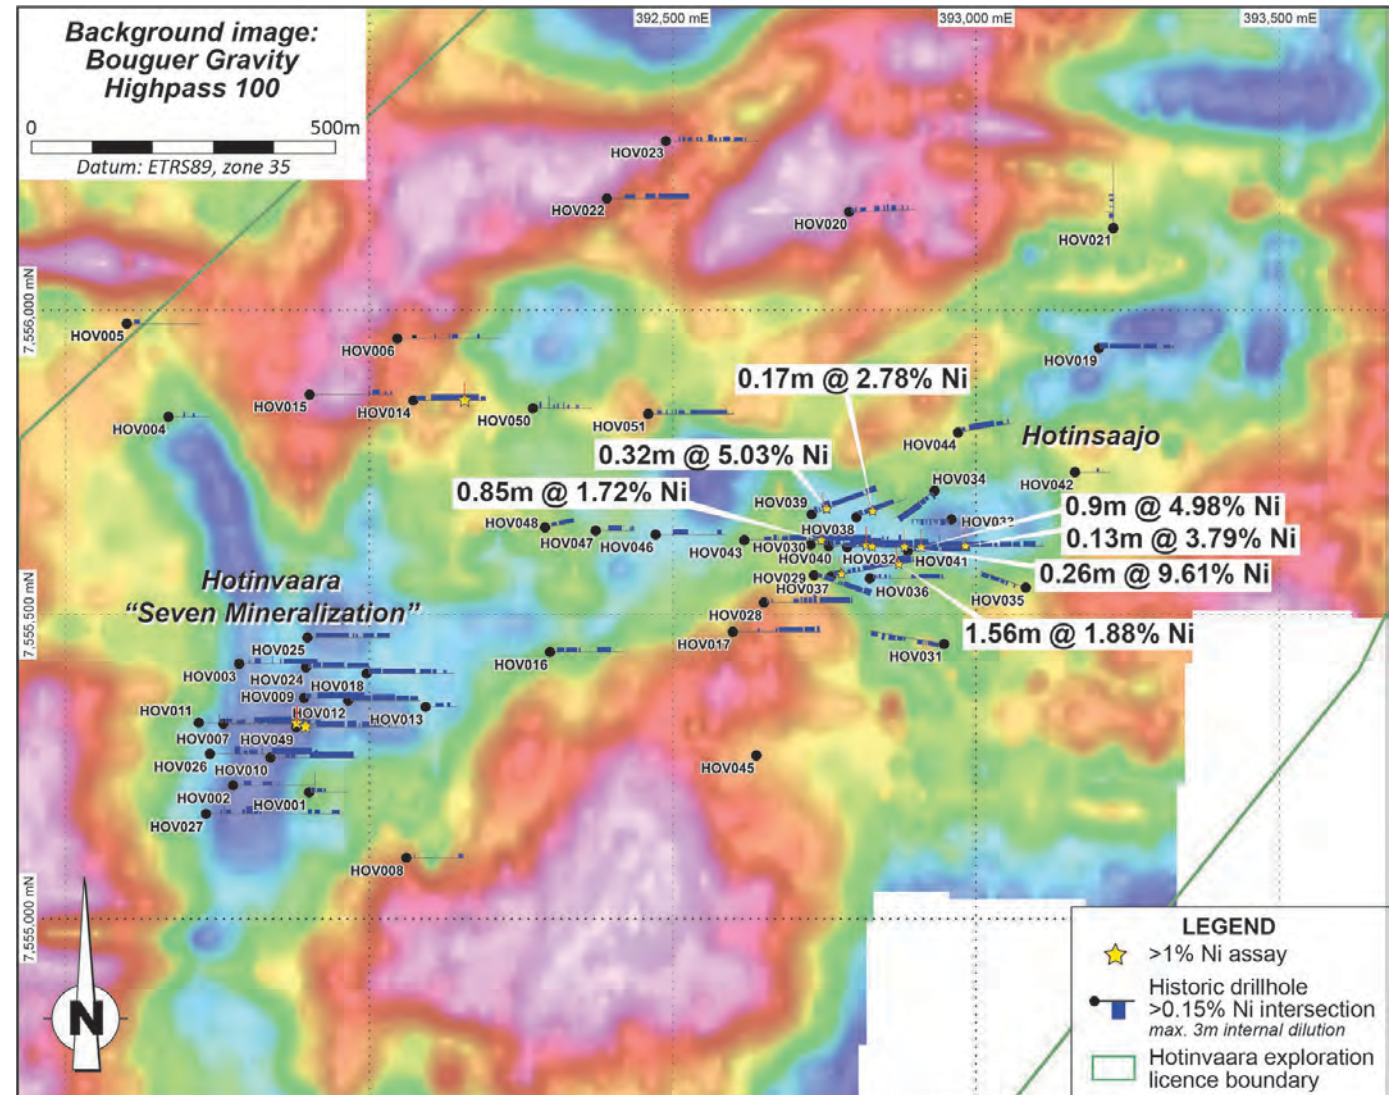 Background image:
Bouguer Gravity
Highpass 100
0 500m
Datum: ETRS89, zone 35
392,500 mE
393,000 mE
393,500 mE
7,556,000 mN
7,555,500 mN
7,555,000 mN
HOV023
HOV022
HOV020
HOV021
HOV005
HOV006
HOV019
HOV015
HOV014
HOV050
HOV051
HOV004
HOV044
Hotinsaajo
0.17m @ 2.78% Ni
0.32m @ 5.03% Ni
0.85m @ 1.72% Ni
0.9m @ 4.98% Ni
0.13m @ 3.79% Ni
0.26m @ 9.61% Ni
1.56m @ 1.88% Ni
HOV034
HOV042
HOV039
HOV038
HOV033
HOV048
HOV047
HOV046
HOV043
HOV030
HOV040
HOV032
HOV041
HOV029
HOV037
HOV036
HOV035
HOV028
HOV017
HOV031
HOV016
HOV045
Hotinvaara
“Seven Mineralization”
HOV025
HOV003
HOV024
HOV018
HOV009
HOV012
HOV013
HOV011
HOV007
HOV049
HOV026
HOV010
HOV002
HOV001
HOV027
HOV008
N
LEGEND
>1% Ni assay
Historic drillhole
>0.15% Ni intersection
max. 3m internal dilution
Hotinvaara exploration
licence boundary